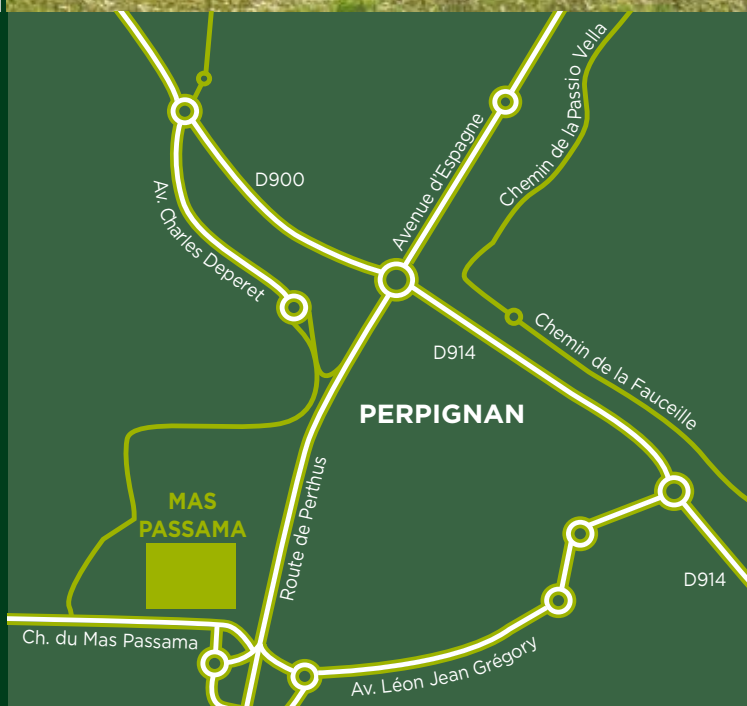 Chemin de la Passio Vella
Avenue d'Espagne
D900
Av. Charles Deperet
Chemin de la Fauceille
D914
PERPIGNAN
MAS
PASSAMA
Route de Perthus
D914
Ch. du Mas Passama
Av. Léon Jean Grégory